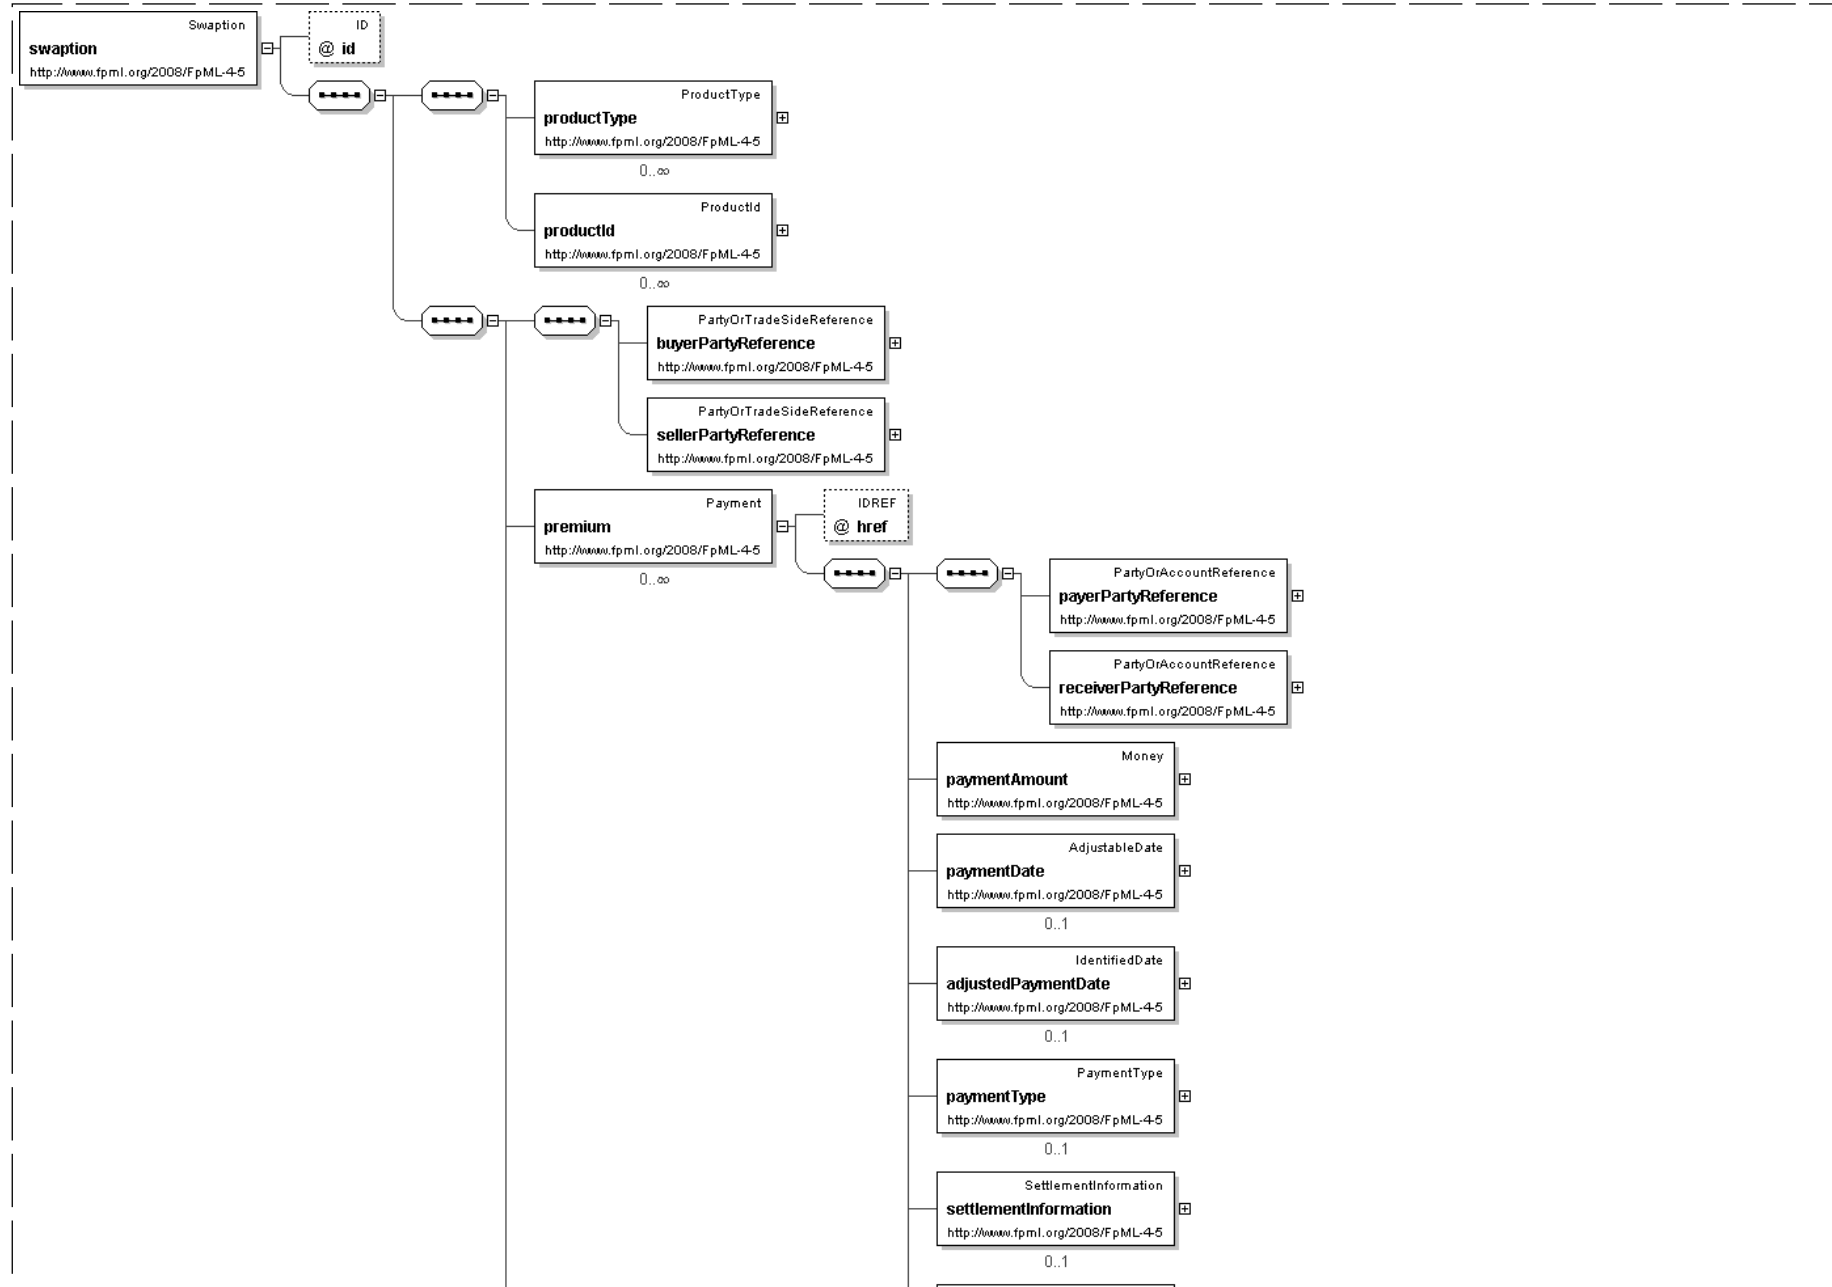 Swaption
swaption
http://www.fpml.org/2008/FpML-4-5
ID
@ id
ProductType
productType
http://www.fpml.org/2008/FpML-4-5
0..∞
ProductId
productId
http://www.fpml.org/2008/FpML-4-5
0..∞
PartyOrTradeSideReference
buyerPartyReference
http://www.fpml.org/2008/FpML-4-5
PartyOrTradeSideReference
sellerPartyReference
http://www.fpml.org/2008/FpML-4-5
Payment
premium
http://www.fpml.org/2008/FpML-4-5
0..∞
IDREF
@ href
PartyOrAccountReference
payerPartyReference
http://www.fpml.org/2008/FpML-4-5
PartyOrAccountReference
receiverPartyReference
http://www.fpml.org/2008/FpML-4-5
Money
paymentAmount
http://www.fpml.org/2008/FpML-4-5
AdjustableDate
paymentDate
http://www.fpml.org/2008/FpML-4-5
0..1
IdentifiedDate
adjustedPaymentDate
http://www.fpml.org/2008/FpML-4-5
0..1
PaymentType
paymentType
http://www.fpml.org/2008/FpML-4-5
0..1
SettlementInformation
settlementInformation
http://www.fpml.org/2008/FpML-4-5
0..1